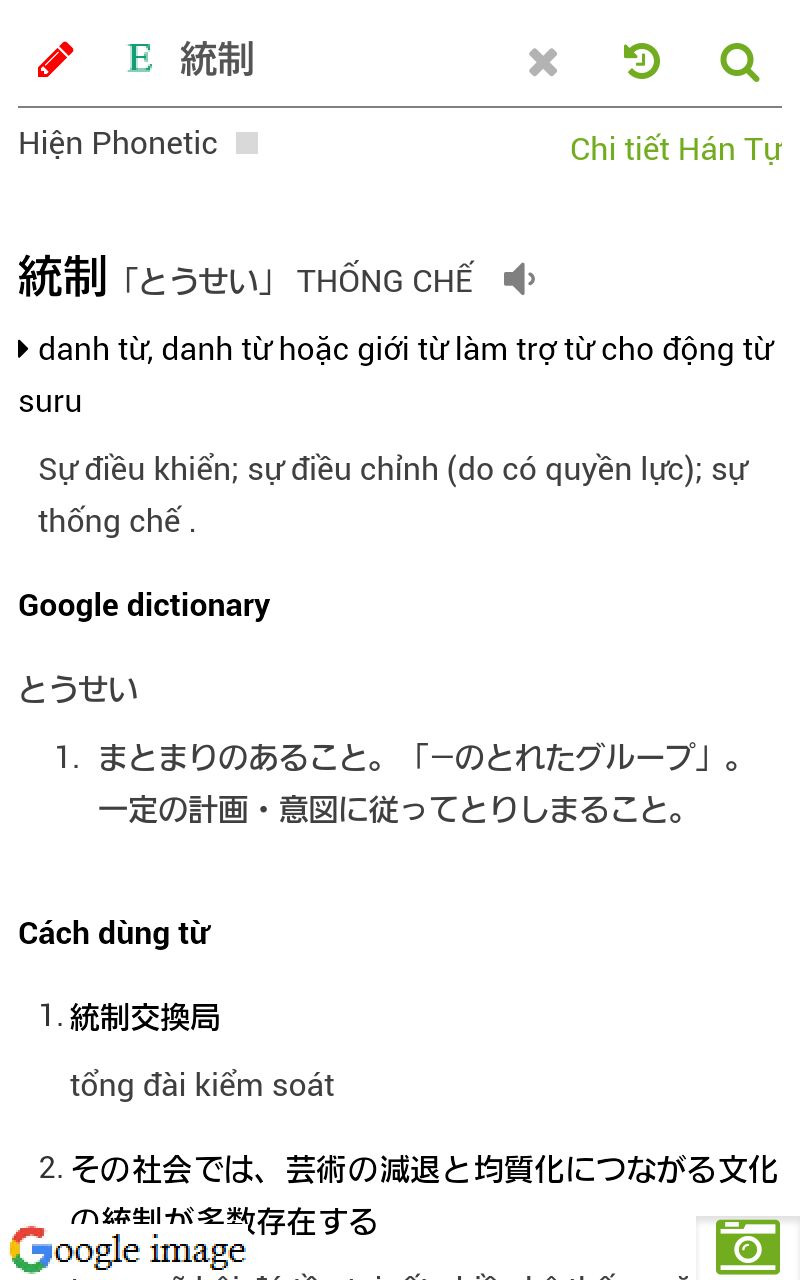 E 統制
Hiện Phonetic
Chi tiết Hán Tự
統制「とうせい」 THỐNG CHẾ
danh từ, danh từ hoặc giới từ làm trợ từ cho động từ
suru
Sự điều khiển; sự điều chỉnh (do có quyền lực); sự
thống chế .
Google dictionary
とうせい
1. まとまりのあること。「−のとれたグループ」。
一定の計画・意図に従ってとりしまること。
Cách dùng từ
1. 統制交換局
tổng đài kiểm soát
2. その社会では、芸術の減退と均質化につながる文化
の統制が多数存在する
Google image